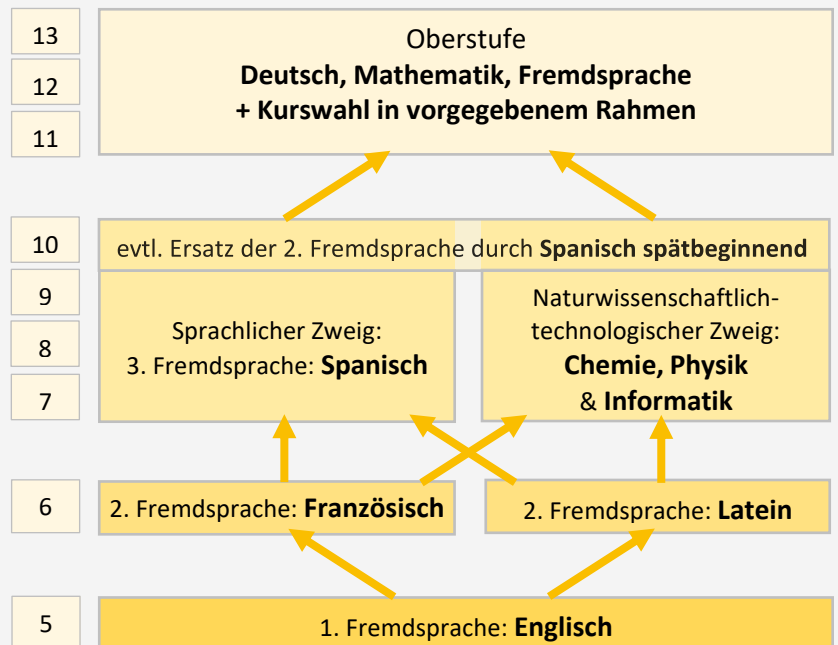 13
12
11
Oberstufe
Deutsch, Mathematik, Fremdsprache
+ Kurswahl in vorgegebenem Rahmen
10
evtl. Ersatz der 2. Fremdsprache durch Spanisch spätbeginnend
9
8
7
Sprachlicher Zweig:
3. Fremdsprache: Spanisch
Naturwissenschaftlich-
technologischer Zweig:
Chemie, Physik
& Informatik
6
2. Fremdsprache: Französisch
2. Fremdsprache: Latein
5
1. Fremdsprache: Englisch